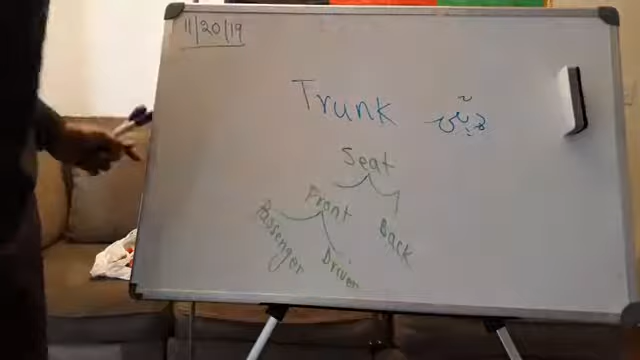 11/20/19
Trunk
Seat
Front
Back
Passenger
Driver